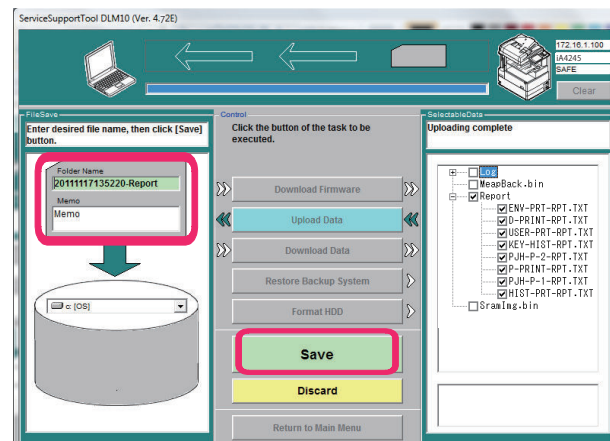 ServiceSupportTool DLM10 (Ver. 4.72E)
172.16.1.100
iA4245
SAFE
Clear
FileSave
Enter desired file name, then click [Save]
button.
Folder Name
20111117135220-Report
Memo
Memo
c: [OS]
Control
Click the button of the task to be
executed.
Download Firmware
Upload Data
Download Data
Restore Backup System
Format HDD
Save
Discard
Return to Main Menu
SelectableData
Uploading complete
Log
MeapBack.bin
Report
ENV-PRT-RPT.TXT
D-PRINT-RPT.TXT
USER-PRT-RPT.TXT
KEY-HIST-RPT.TXT
PJH-P-2-RPT.TXT
P-PRINT-RPT.TXT
PJH-P-1-RPT.TXT
HIST-PRT-RPT.TXT
SramImg.bin